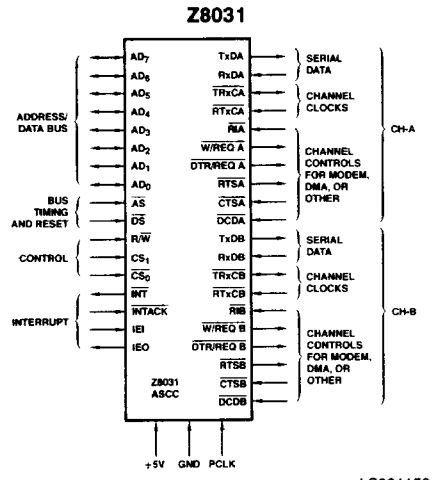 Z8031
ADDRESS/
DATA BUS
BUS
TIMING
AND RESET
CONTROL
INTERRUPT
AD7
AD6
AD5
AD4
AD3
AD2
AD1
AD0
AS
DS
R/W
CS1
CS0
INT
INTACK
IEI
IEO
TxDA
RxDA
TRxCA
RTxCA
RIA
W/REQ A
DTR/REQ A
RTSA
CTSA
DCDA
TxDB
RxDB
TRxCB
RTxCB
RIB
W/REQ B
DTR/REQ B
RTSB
CTSB
DCDB
Z8031
ASCC
SERIAL
DATA
CHANNEL
CLOCKS
CHANNEL
CONTROLS
FOR MODEM,
DMA, OR
OTHER
CH-A
SERIAL
DATA
CHANNEL
CLOCKS
CHANNEL
CONTROLS
FOR MODEM,
DMA, OR
OTHER
CH-B
+5V GND PCLK